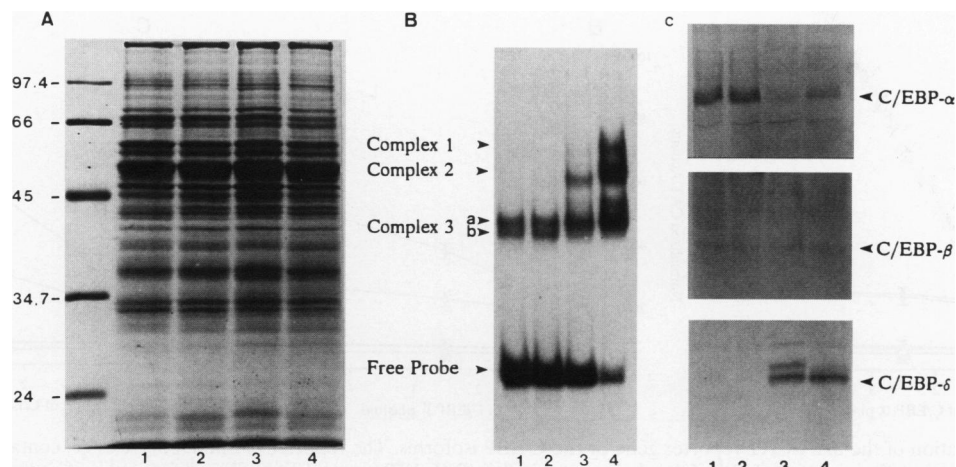 A
97.4
66
45
34.7
24
1 2 3 4
B
Complex 1
Complex 2
Complex 3 a
b
Free Probe
1 2 3 4
c
C/EBP-α
C/EBP-β
C/EBP-δ
1 2 3 4